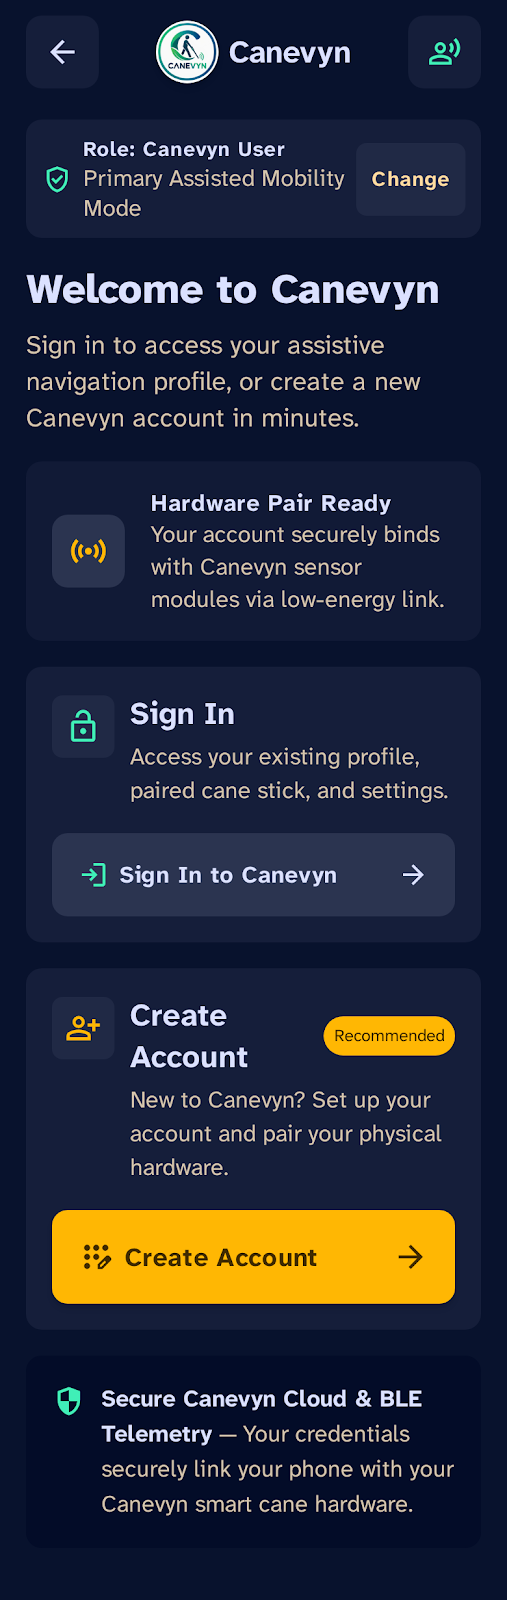 CANEVYN
Canevyn
Role: Canevyn User
Primary Assisted Mobility
Mode
Change
Welcome to Canevyn
Sign in to access your assistive
navigation profile, or create a new
Canevyn account in minutes.
Hardware Pair Ready
Your account securely binds
with Canevyn sensor
modules via low-energy link.
Sign In
Access your existing profile,
paired cane stick, and settings.
Sign In to Canevyn
Create
Account
Recommended
New to Canevyn? Set up your
account and pair your physical
hardware.
Create Account
Secure Canevyn Cloud & BLE
Telemetry — Your credentials
securely link your phone with your
Canevyn smart cane hardware.